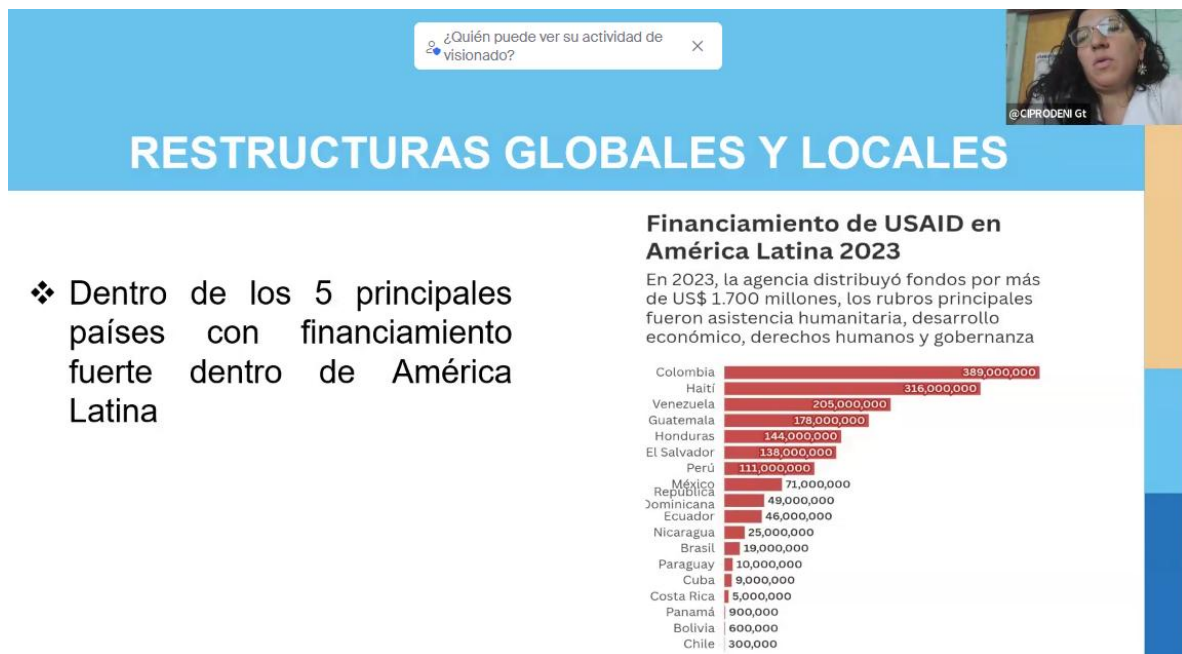 ¿Quién puede ver su actividad de
visionado?
@CIPRODENI Gt
RESTRUCTURAS GLOBALES Y LOCALES
❖ Dentro de los 5 principales
países con financiamiento
fuerte dentro de América
Latina
Financiamiento de USAID en
América Latina 2023
En 2023, la agencia distribuyó fondos por más
de US$ 1.700 millones, los rubros principales
fueron asistencia humanitaria, desarrollo
económico, derechos humanos y gobernanza
Colombia 389,000,000
Haití 316,000,000
Venezuela 205,000,000
Guatemala 178,000,000
Honduras 144,000,000
El Salvador 138,000,000
Perú 111,000,000
México 71,000,000
República
Dominicana 49,000,000
Ecuador 46,000,000
Nicaragua 25,000,000
Brasil 19,000,000
Paraguay 10,000,000
Cuba 9,000,000
Costa Rica 5,000,000
Panamá 900,000
Bolivia 600,000
Chile 300,000